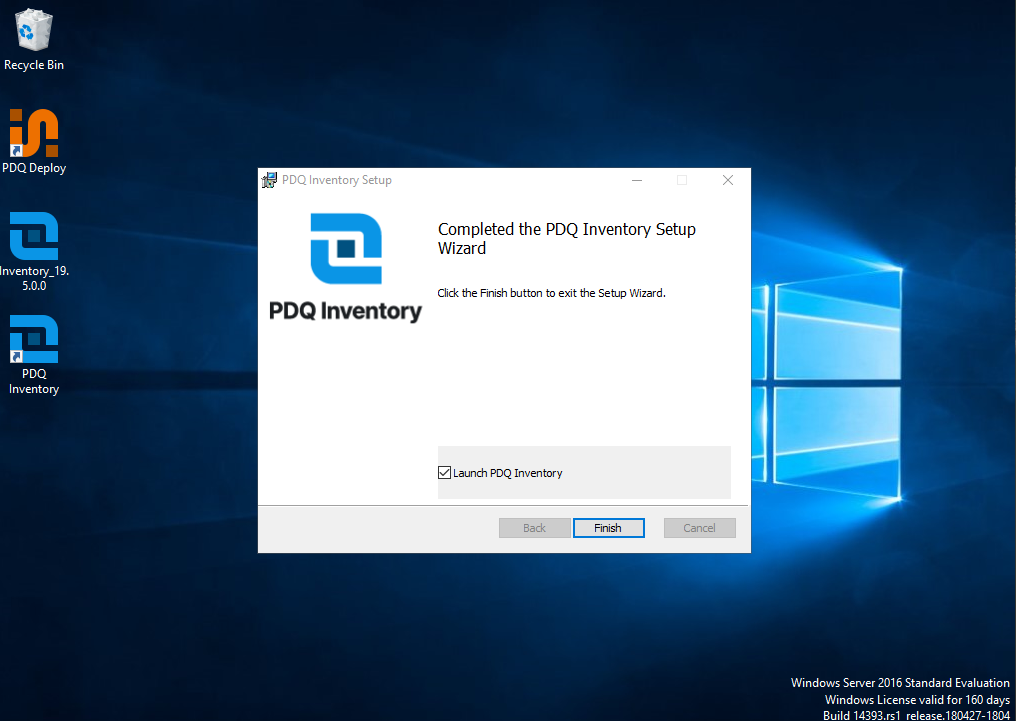 Recycle Bin
PDQ Deploy
Inventory_19.
5.0.0
PDQ
Inventory
PDQ Inventory Setup
PDQ Inventory
Completed the PDQ Inventory Setup
Wizard
Click the Finish button to exit the Setup Wizard.
Launch PDQ Inventory
Back
Finish
Cancel
Windows Server 2016 Standard Evaluation
Windows License valid for 160 days
Build 14393.rs1_release.180427-1804